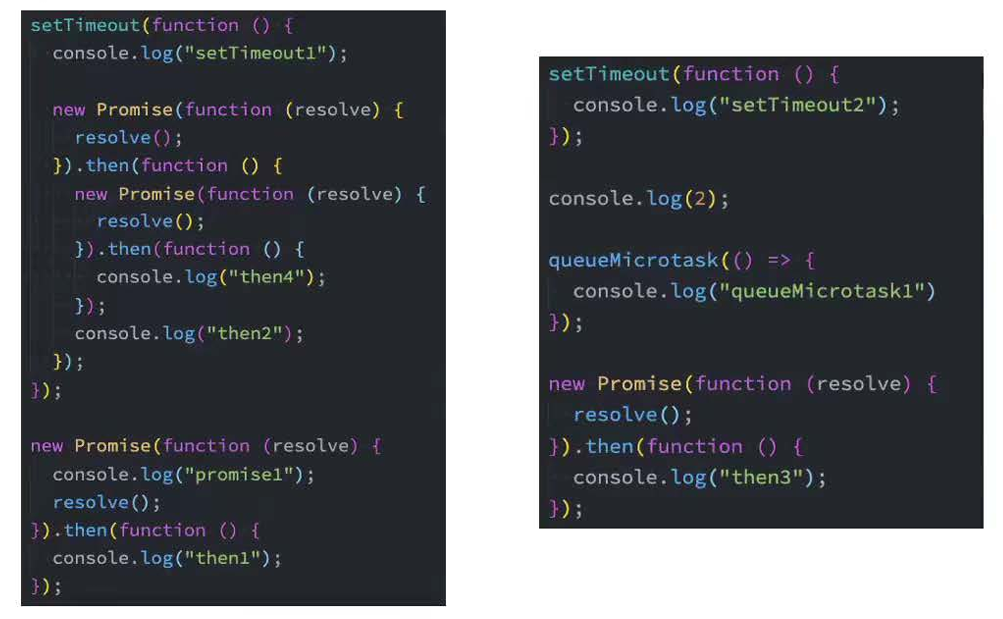 setTimeout(function () {
  console.log("setTimeout1");

  new Promise(function (resolve) {
    resolve();
  }).then(function () {
    new Promise(function (resolve) {
      resolve();
    }).then(function () {
      console.log("then4");
    });
    console.log("then2");
  });
});

new Promise(function (resolve) {
  console.log("promise1");
  resolve();
}).then(function () {
  console.log("then1");
});

setTimeout(function () {
  console.log("setTimeout2");
});

console.log(2);

queueMicrotask(() => {
  console.log("queueMicrotask1")
});

new Promise(function (resolve) {
  resolve();
}).then(function () {
  console.log("then3");
});